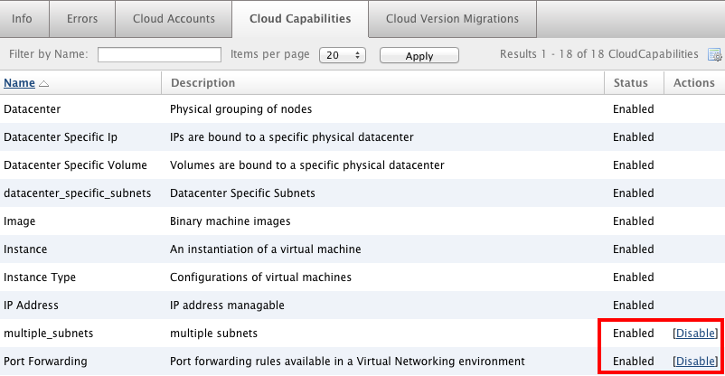 Info Errors Cloud Accounts Cloud Capabilities Cloud Version Migrations
Filter by Name: Items per page 20 Apply Results 1 - 18 of 18 CloudCapabilities
Name Description Status Actions
Datacenter Physical grouping of nodes Enabled
Datacenter Specific Ip IPs are bound to a specific physical datacenter Enabled
Datacenter Specific Volume Volumes are bound to a specific physical datacenter Enabled
datacenter_specific_subnets Datacenter Specific Subnets Enabled
Image Binary machine images Enabled
Instance An instantiation of a virtual machine Enabled
Instance Type Configurations of virtual machines Enabled
IP Address IP address managable Enabled
multiple_subnets multiple subnets Enabled [Disable]
Port Forwarding Port forwarding rules available in a Virtual Networking environment Enabled [Disable]